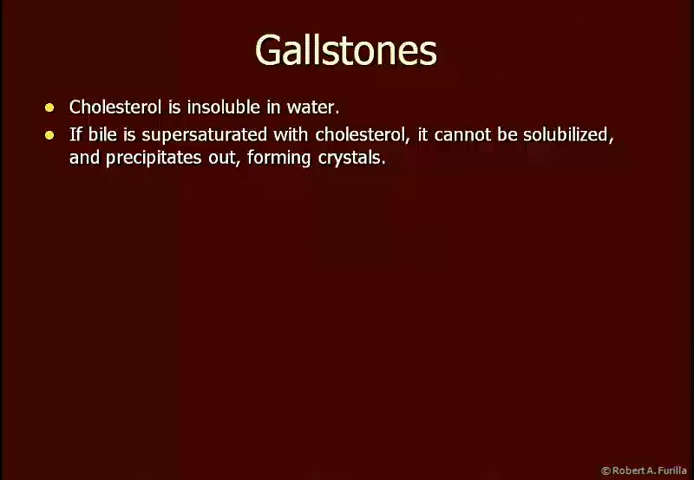 Gallstones
● Cholesterol is insoluble in water.
● If bile is supersaturated with cholesterol, it cannot be solubilized,
and precipitates out, forming crystals.
©Robert A. Furilla